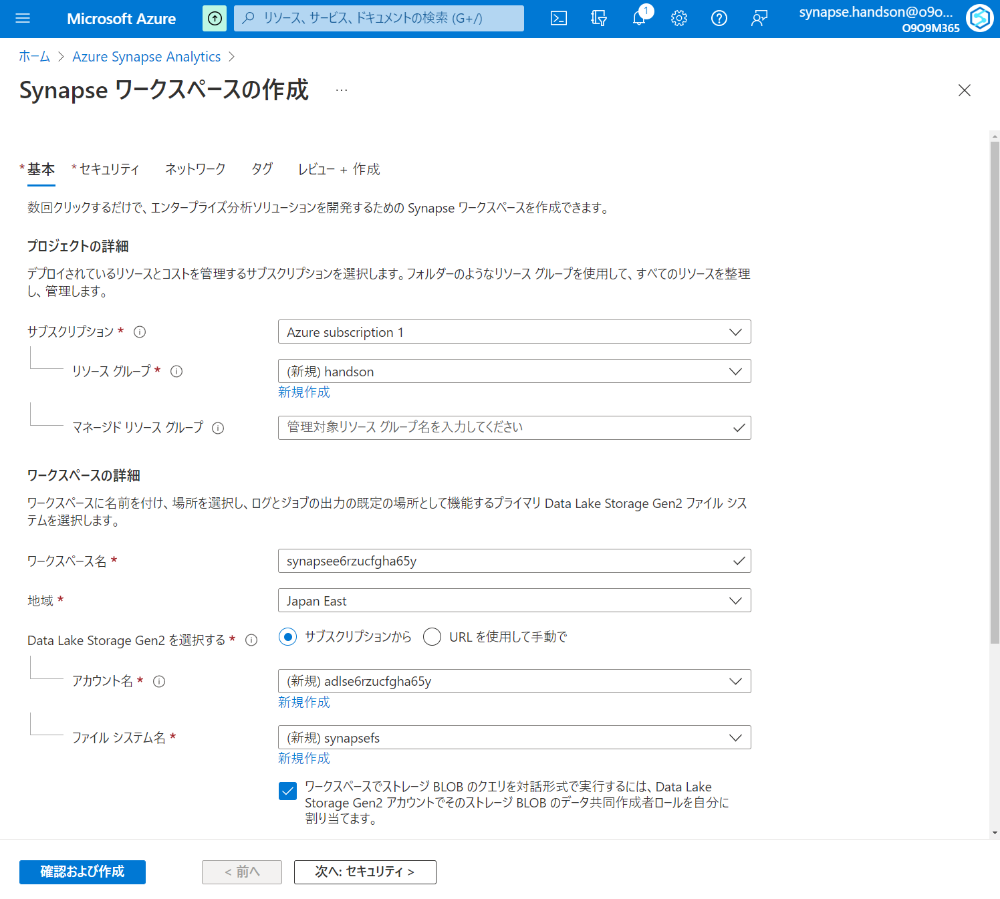 Microsoft Azure
リソース、サービス、ドキュメントの検索 (G+/)
1
synapse.handson@o9o...
O9O9M365
ホーム > Azure Synapse Analytics >
Synapse ワークスペースの作成 ...
* 基本 * セキュリティ ネットワーク タグ レビュー + 作成
数回クリックするだけで、エンタープライズ分析ソリューションを開発するための Synapse ワークスペースを作成できます。
プロジェクトの詳細
デプロイされているリソースとコストを管理するサブスクリプションを選択します。フォルダーのようなリソース グループを使用して、すべてのリソースを整理
し、管理します。
サブスクリプション * Azure subscription 1
リソース グループ * (新規) handson
新規作成
マネージド リソース グループ 管理対象リソース グループ名を入力してください
ワークスペースの詳細
ワークスペースに名前を付け、場所を選択し、ログとジョブの出力の既定の場所として機能するプライマリ Data Lake Storage Gen2 ファイル シス
テムを選択します。
ワークスペース名 * synapsee6rzucfgha65y
地域 * Japan East
Data Lake Storage Gen2 を選択する * サブスクリプションから URL を使用して手動で
アカウント名 * (新規) adlse6rzucfgha65y
新規作成
ファイル システム名 * (新規) synapsefs
新規作成
ワークスペースでストレージ BLOB のクエリを対話形式で実行するには、Data Lake
Storage Gen2 アカウントでそのストレージ BLOB のデータ共同作成者ロールを自分に
割り当てます。
確認および作成 < 前へ 次へ: セキュリティ >